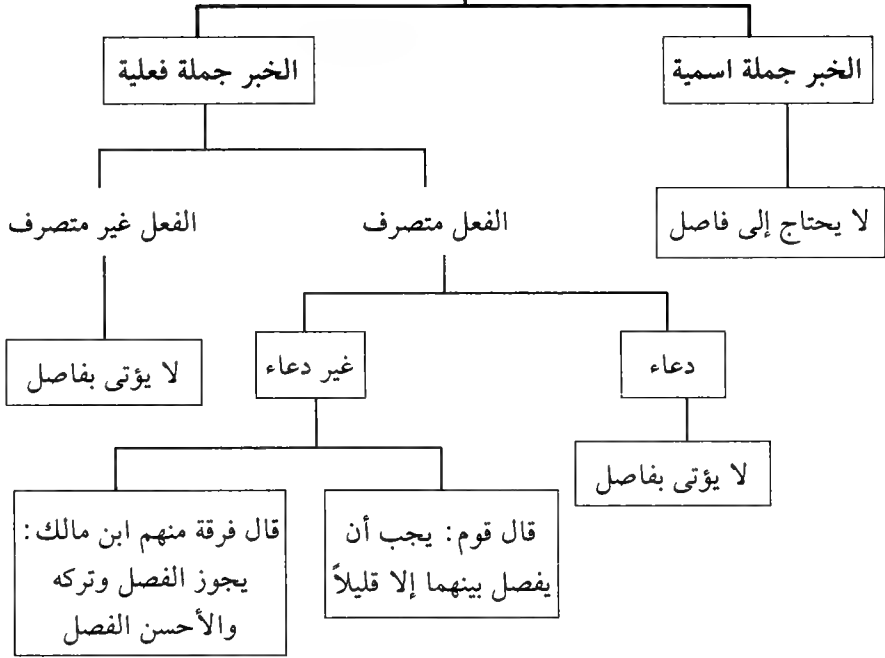 الخبر جملة اسمية
الخبر جملة فعلية
لا يحتاج إلى فاصل
الفعل متصرف
الفعل غير متصرف
دعاء
غير دعاء
لا يؤتى بفاصل
لا يؤتى بفاصل
قال قوم: يجب أن
يفصل بينهما إلا قليلاً
قال فرقة منهم ابن مالك:
يجوز الفصل وتركه
والأحسن الفصل